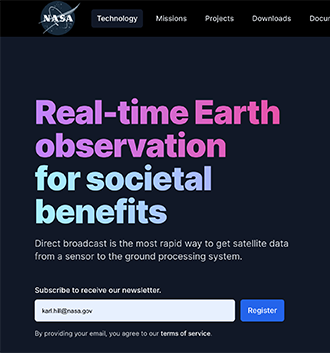 NASA
Technology Missions Projects Downloads
Real-time Earth
observation
for societal
benefits
Direct broadcast is the most rapid way to get satellite data
from a sensor to the ground processing system.
Subscribe to receive our newsletter.
karl.hill@nasa.gov Register
By providing your email, you agree to our terms of service.